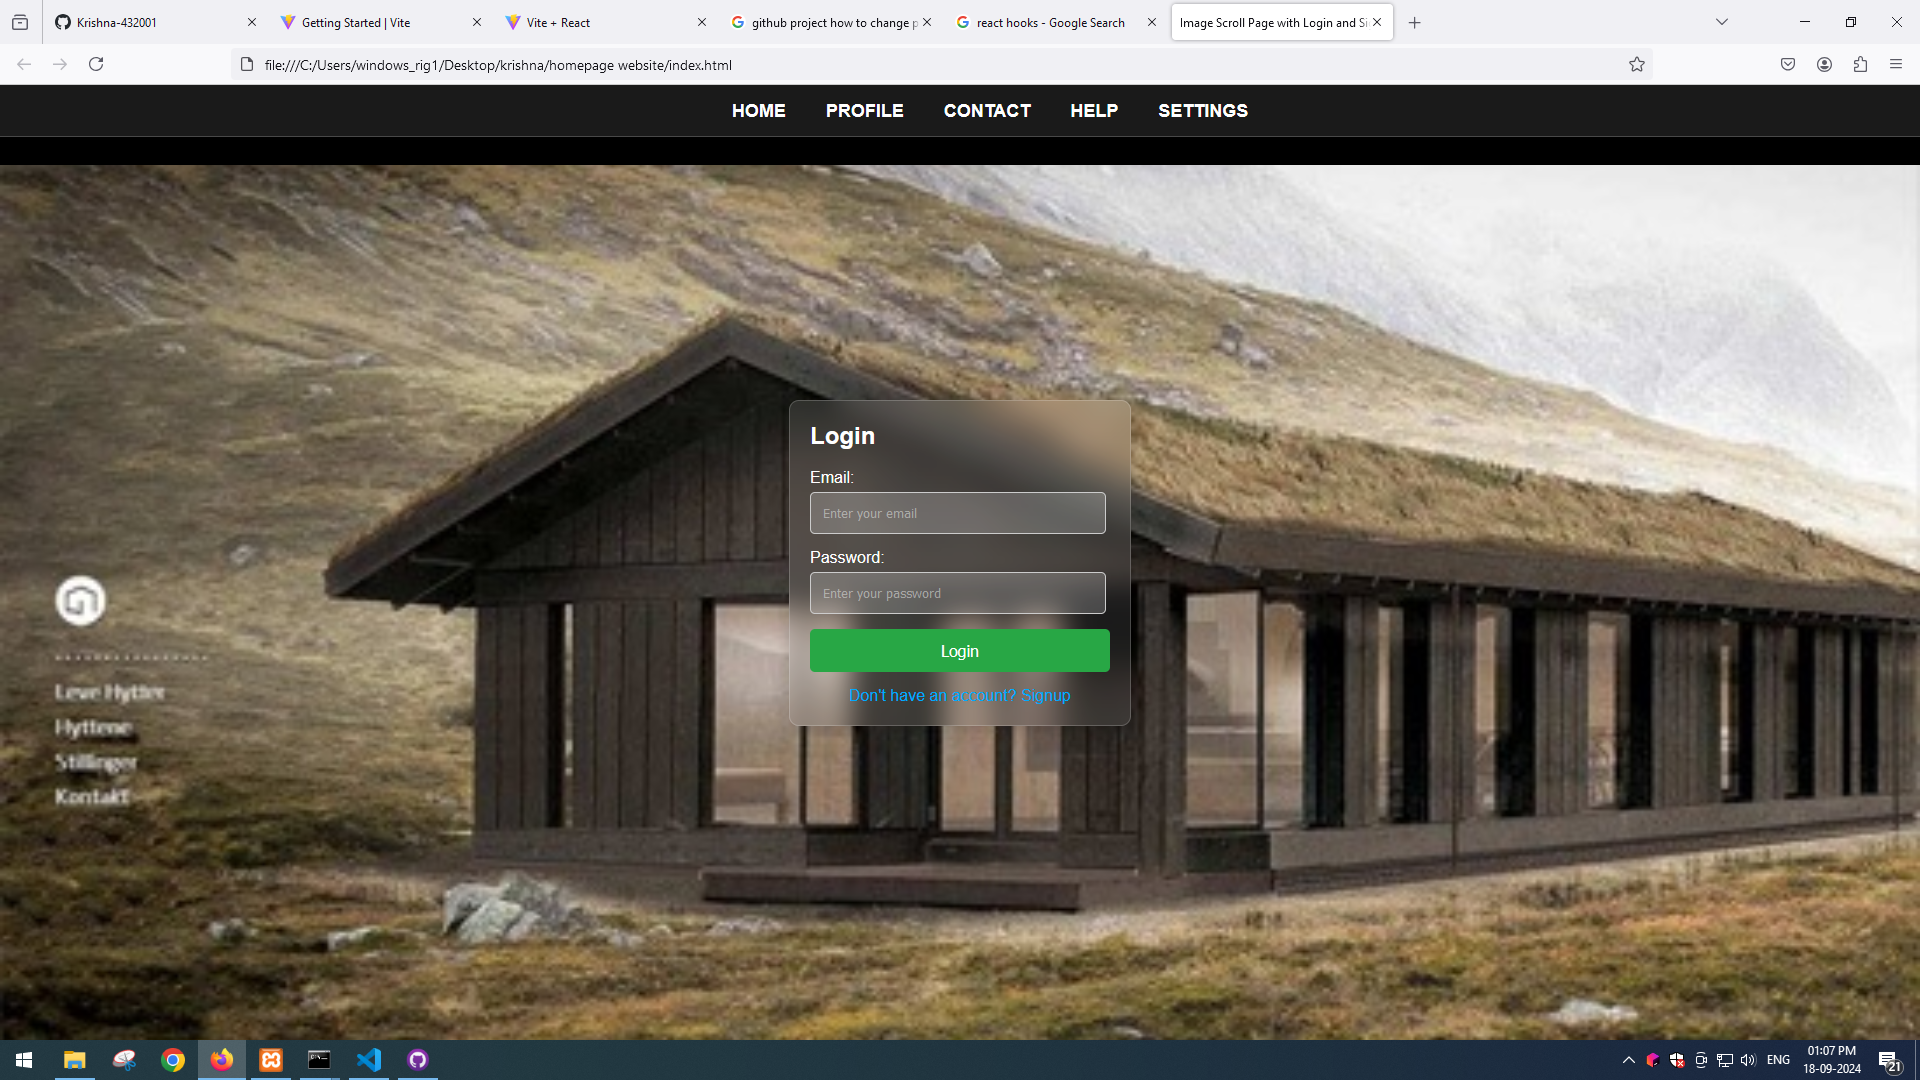 Krishna-432001
Getting Started | Vite
Vite + React
github project how to change p
react hooks - Google Search
Image Scroll Page with Login and Si
file:///C:/Users/windows_rig1/Desktop/krishna/homepage website/index.html
HOME PROFILE CONTACT HELP SETTINGS
Login
Email:
Enter your email
Password:
Enter your password
Login
Don't have an account? Signup
Leve Hytter
Hyttene
Stillinger
Kontakt
ENG
01:07 PM
18-09-2024
21